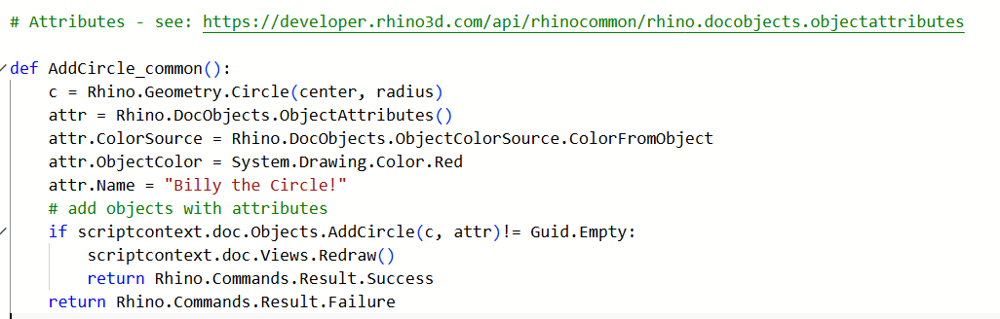 # Attributes - see: https://developer.rhino3d.com/api/rhinocommon/rhino.docobjects.objectattributes
def AddCircle_common():
    c = Rhino.Geometry.Circle(center, radius)
    attr = Rhino.DocObjects.ObjectAttributes()
    attr.ColorSource = Rhino.DocObjects.ObjectColorSource.ColorFromObject
    attr.ObjectColor = System.Drawing.Color.Red
    attr.Name = "Billy the Circle!"
    # add objects with attributes
    if scriptcontext.doc.Objects.AddCircle(c, attr)!= Guid.Empty:
        scriptcontext.doc.Views.Redraw()
        return Rhino.Commands.Result.Success
    return Rhino.Commands.Result.Failure